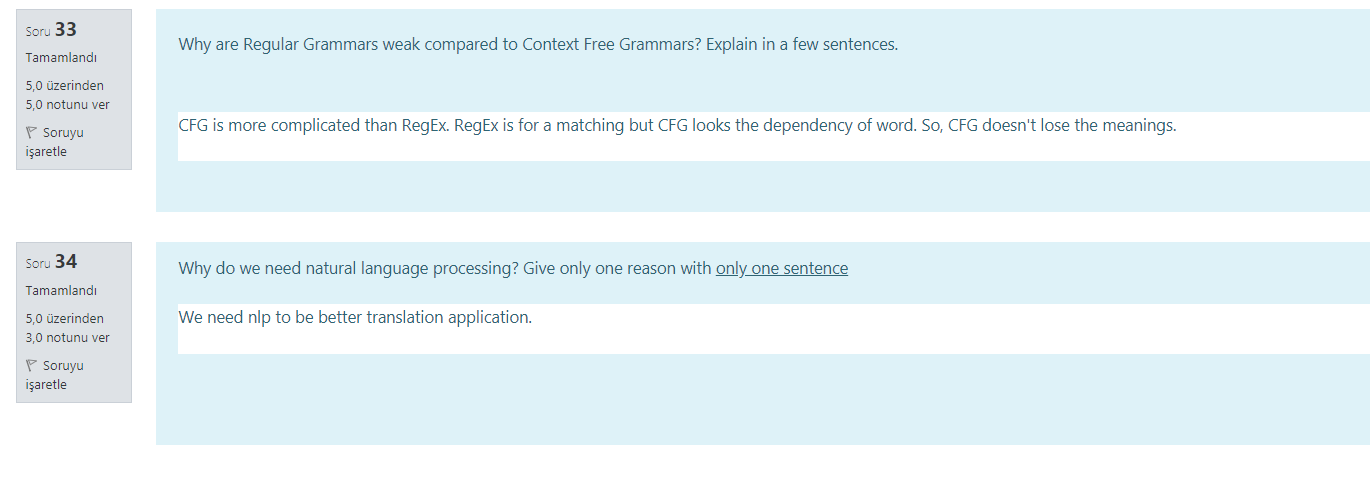 Soru 33
Tamamlandı
5,0 üzerinden
5,0 notunu ver
Soruyu
işaretle
Why are Regular Grammars weak compared to Context Free Grammars? Explain in a few sentences.
CFG is more complicated than RegEx. RegEx is for a matching but CFG looks the dependency of word. So, CFG doesn't lose the meanings.
Soru 34
Tamamlandı
5,0 üzerinden
3,0 notunu ver
Soruyu
işaretle
Why do we need natural language processing? Give only one reason with only one sentence
We need nlp to be better translation application.